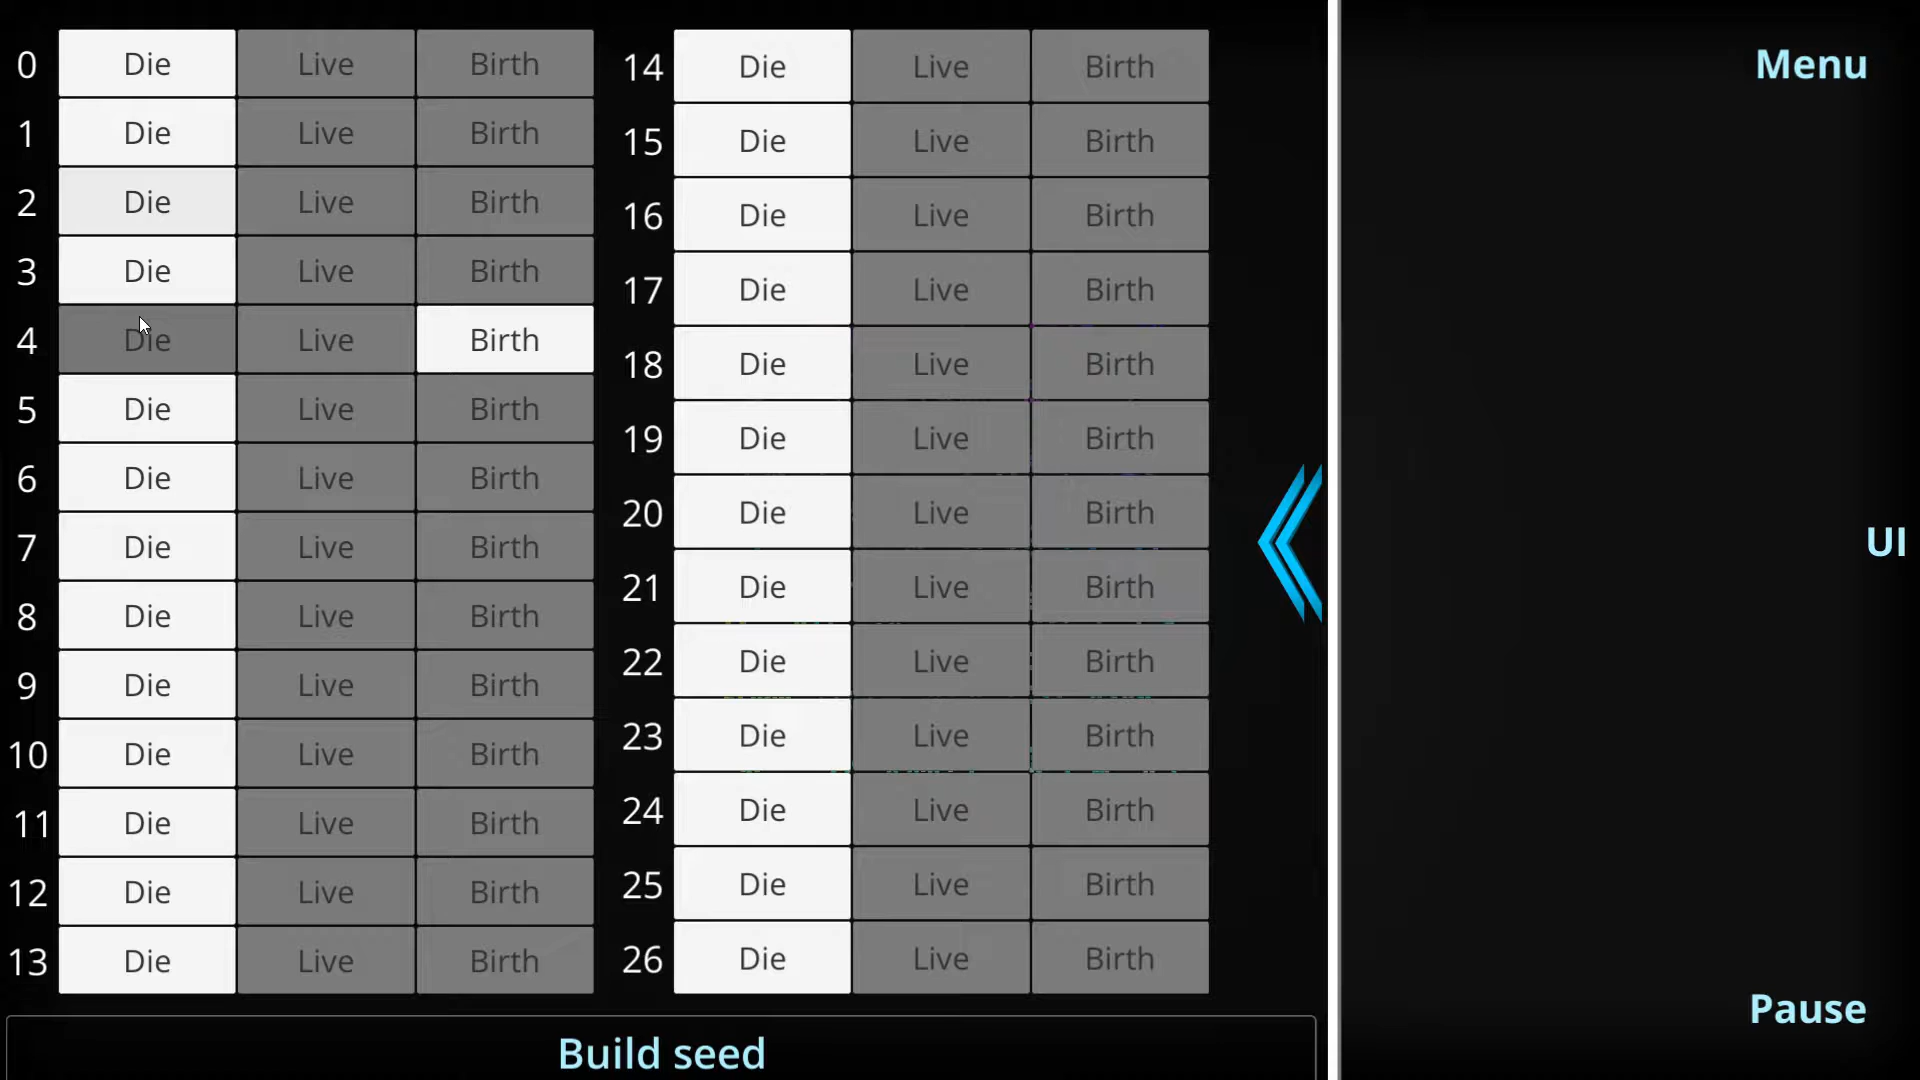 0 Die Live Birth
1 Die Live Birth
2 Die Live Birth
3 Die Live Birth
4 Die Live Birth
5 Die Live Birth
6 Die Live Birth
7 Die Live Birth
8 Die Live Birth
9 Die Live Birth
10 Die Live Birth
11 Die Live Birth
12 Die Live Birth
13 Die Live Birth
14 Die Live Birth
15 Die Live Birth
16 Die Live Birth
17 Die Live Birth
18 Die Live Birth
19 Die Live Birth
20 Die Live Birth
21 Die Live Birth
22 Die Live Birth
23 Die Live Birth
24 Die Live Birth
25 Die Live Birth
26 Die Live Birth
Build seed
Menu
UI
Pause